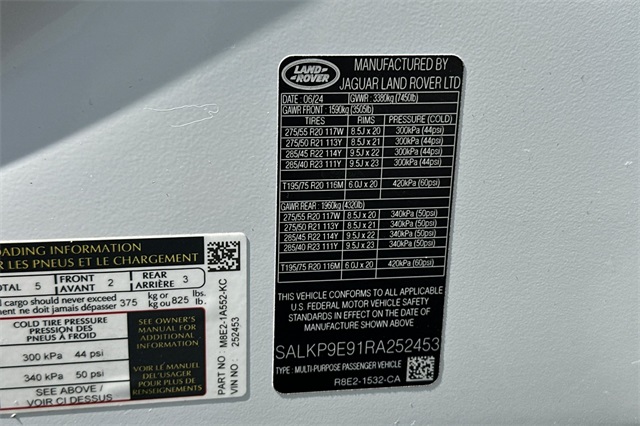 LAND ROVER
MANUFACTURED BY
JAGUAR LAND ROVER LTD
DATE : 06/24 GVWR : 3380kg (7450lb)
GAWR FRONT : 1590kg (3505lb)
TIRES RIMS PRESSURE (COLD)
275/55 R20 117W 8.5J x 20 300kPa (44psi)
275/50 R21 113Y 8.5J x 21 300kPa (44psi)
285/45 R22 114Y 9.5J x 22 300kPa (44psi)
285/40 R23 111Y 9.5J x 23 300kPa (44psi)
T195/75 R20 116M 6.0J x 20 420kPa (60psi)
GAWR REAR : 1960kg (4320lb)
275/55 R20 117W 8.5J x 20 340kPa (50psi)
275/50 R21 113Y 8.5J x 21 340kPa (50psi)
285/45 R22 114Y 9.5J x 22 340kPa (50psi)
285/40 R23 111Y 9.5J x 23 340kPa (50psi)
T195/75 R20 116M 6.0J x 20 420kPa (60psi)
THIS VEHICLE CONFORMS TO ALL APPLICABLE
U.S. FEDERAL MOTOR VEHICLE SAFETY
STANDARDS IN EFFECT ON THE DATE OF
MANUFACTURE SHOWN ABOVE
SALKP9E91RA252453
TYPE : MULTI-PURPOSE PASSENGER VEHICLE
R8E2-1532-CA
OADING INFORMATION
R LES PNEUS ET LE CHARGEMENT
OTAL 5 FRONT AVANT 2 REAR ARRIÈRE 3
d cargo should never exceed 375 kg or 825 lbs.
ment ne doit jamais dépasser kg ou lb.
COLD TIRE PRESSURE
PRESSION DES
PNEUS À FROID
300 kPa 44 psi
340 kPa 50 psi
SEE ABOVE /
VOIR CI DESSUS
SEE OWNER'S
MANUAL FOR
ADDITIONAL
INFORMATION
VOIR LE MANUEL
DE L'USAGER
POUR PLUS DE
RENSEIGNEMENTS
PART NO: M8E2-1A552-KC
VIN NO : 252453